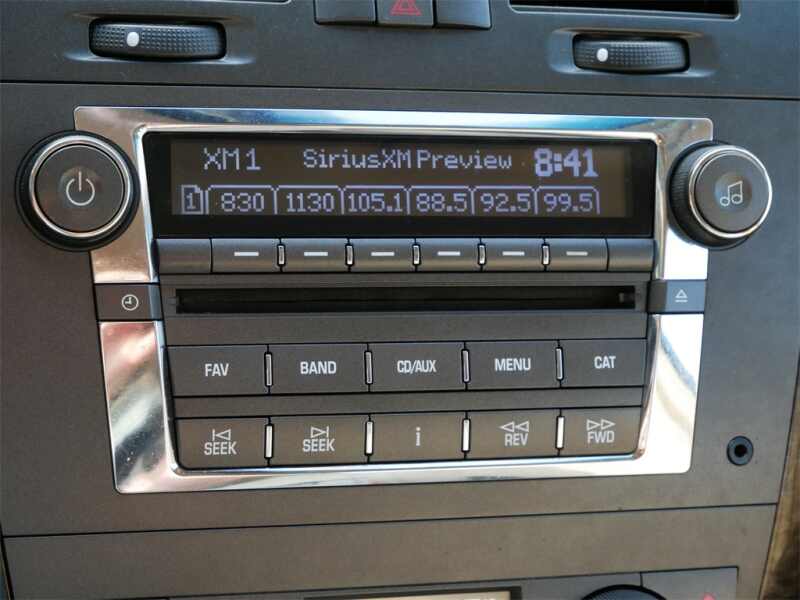 XM1 SiriusXM Preview 8:41
1 830 1130 105.1 88.5 92.5 99.5
FAV BAND CD/AUX MENU CAT
SEEK SEEK i REV FWD